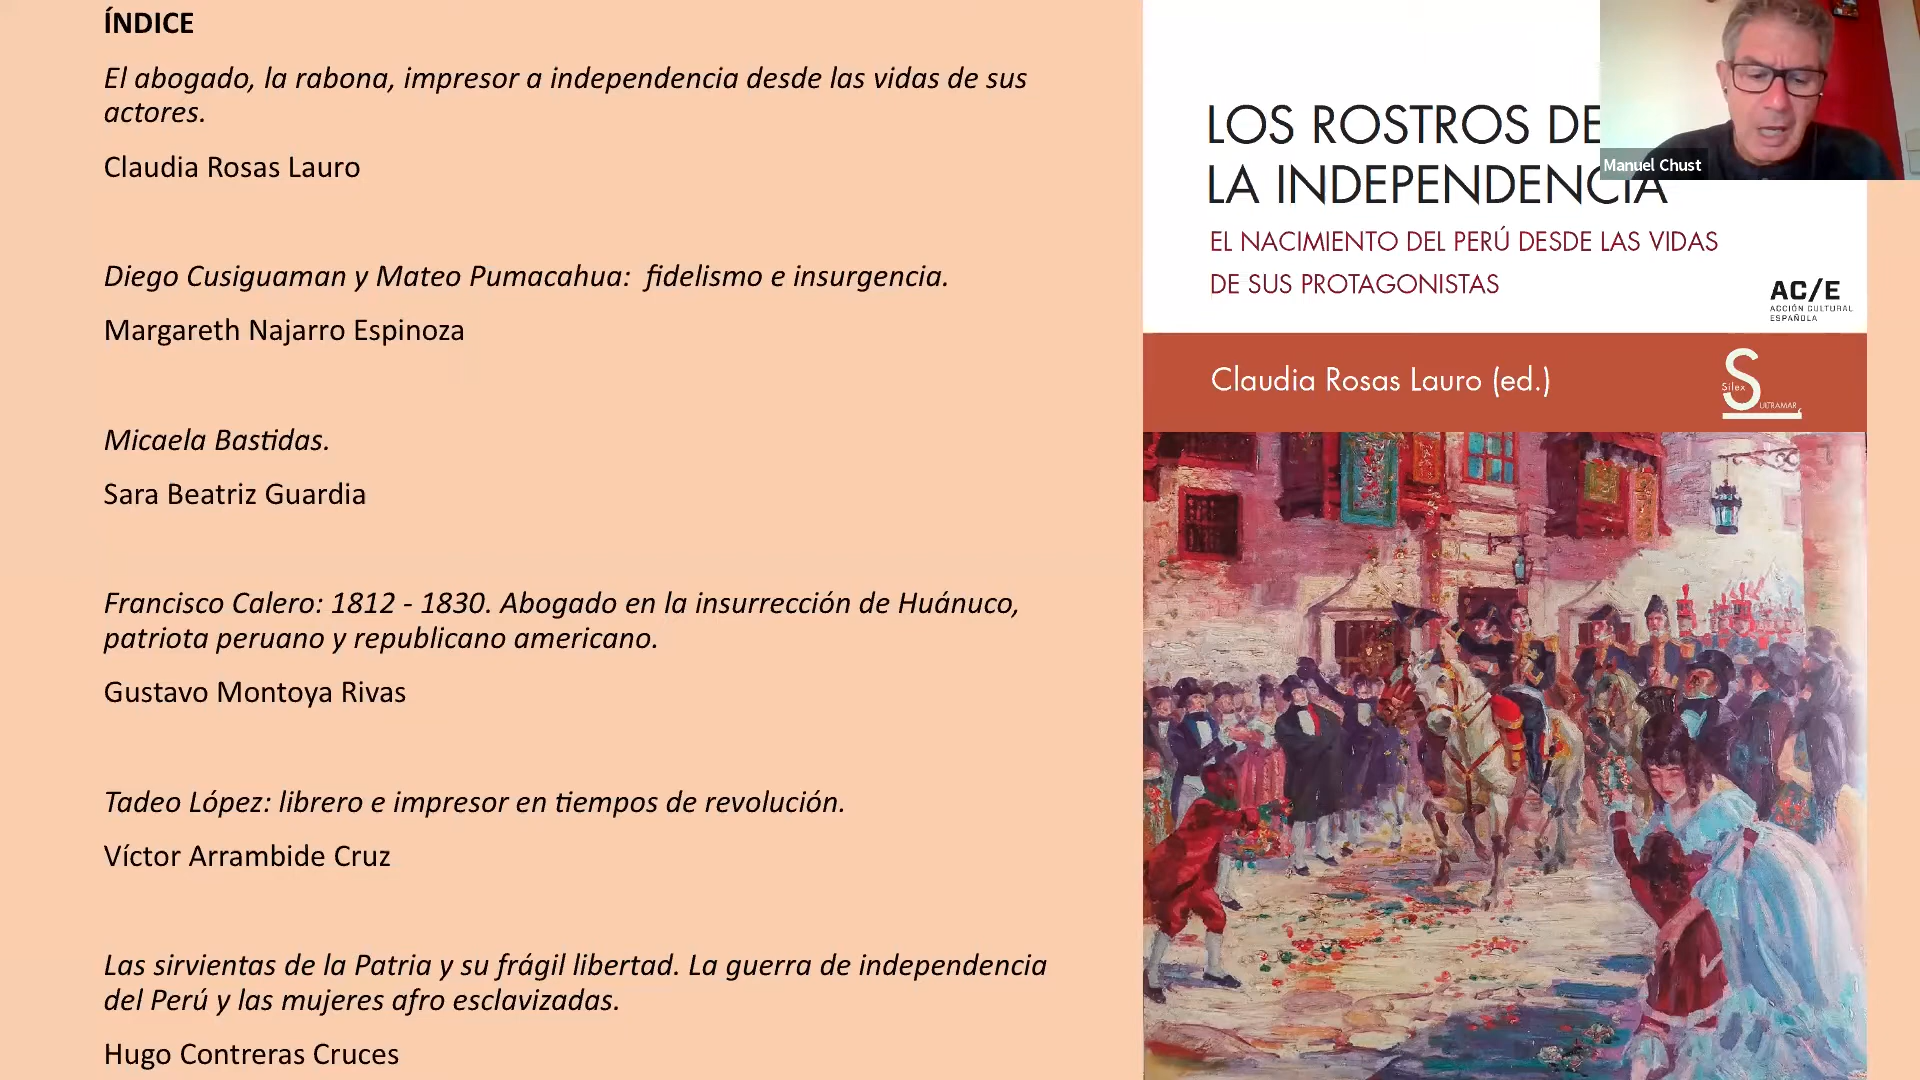 ÍNDICE
El abogado, la rabona, impresor a independencia desde las vidas de sus
actores.
Claudia Rosas Lauro
Diego Cusiguaman y Mateo Pumacahua: fidelismo e insurgencia.
Margareth Najarro Espinoza
Micaela Bastidas.
Sara Beatriz Guardia
Francisco Calero: 1812 - 1830. Abogado en la insurrección de Huánuco,
patriota peruano y republicano americano.
Gustavo Montoya Rivas
Tadeo López: librero e impresor en tiempos de revolución.
Víctor Arrambide Cruz
Las sirvientas de la Patria y su frágil libertad. La guerra de independencia
del Perú y las mujeres afro esclavizadas.
Hugo Contreras Cruces
LOS ROSTROS DE
LA INDEPENDENCIA
EL NACIMIENTO DEL PERÚ DESDE LAS VIDAS
DE SUS PROTAGONISTAS
AC/E
ACCIÓN CULTURAL
ESPAÑOLA
Claudia Rosas Lauro (ed.)
S
Sílex
ULTRAMAR
Manuel Chust